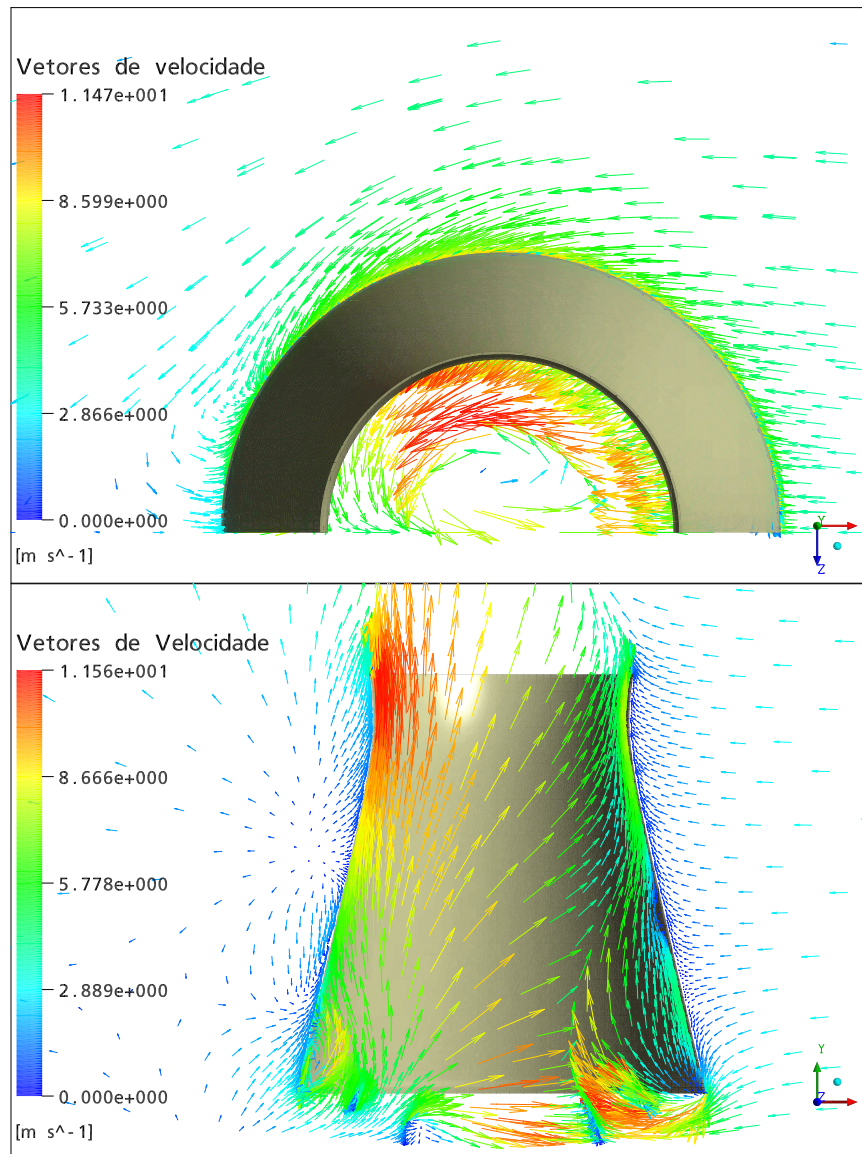 Vetores de velocidade
1.147e+001
8.599e+000
5.733e+000
2.866e+000
0.000e+000
[m s^-1]
Y
Z
Vetores de Velocidade
1.156e+001
8.666e+000
5.778e+000
2.889e+000
0.000e+000
[m s^-1]
Y
Z